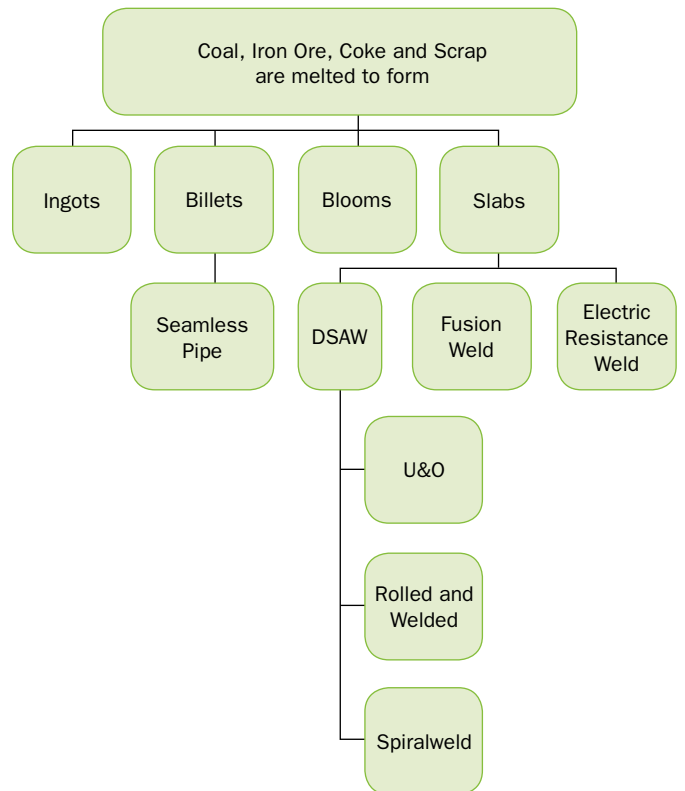 Coal, Iron Ore, Coke and Scrap
are melted to form
Ingots
Billets
Blooms
Slabs
Seamless
Pipe
DSAW
Fusion
Weld
Electric
Resistance
Weld
U&O
Rolled and
Welded
Spiralweld